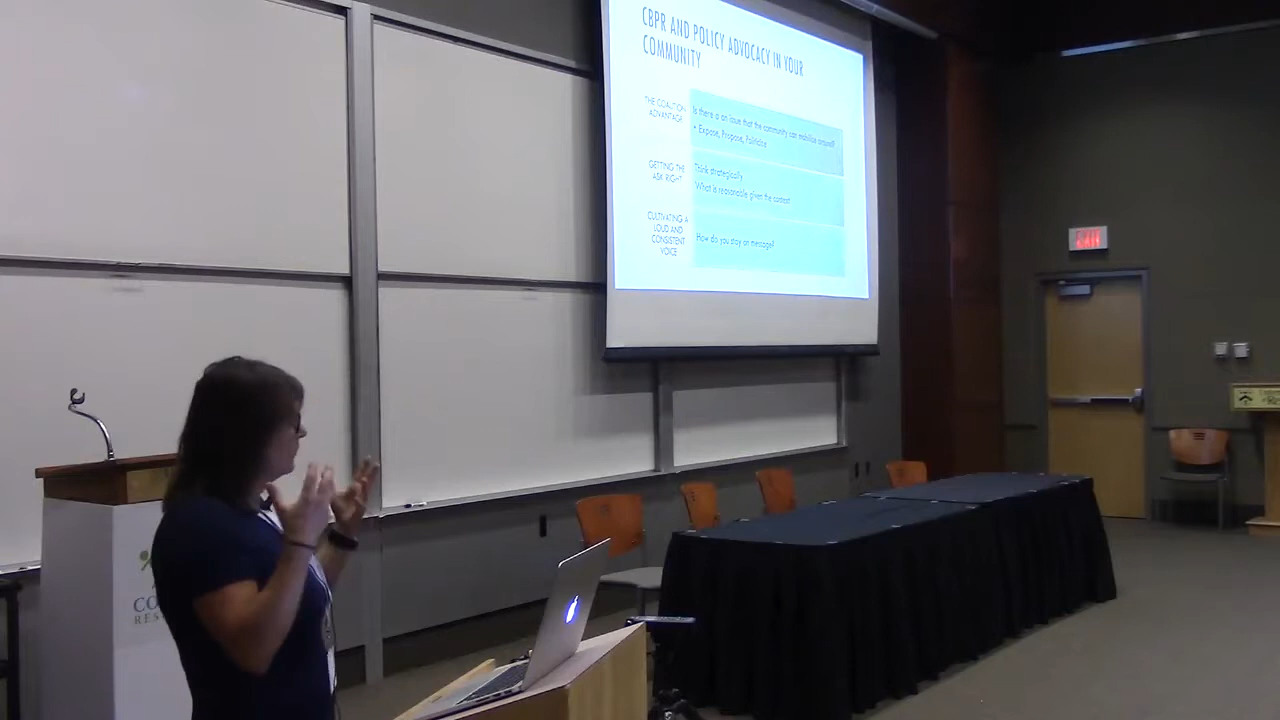 CBPR AND POLICY ADVOCACY IN YOUR
COMMUNITY
THE COALITION
ADVANTAGE
Is there a an issue that the community can mobilize around?
• Expose, Propose, Politicize
GETTING THE
ASK RIGHT
Think strategically
What is reasonable given the context
CULTIVATING A
LOUD AND
CONSISTENT
VOICE
How do you stay on message?
EXIT
CO
RES